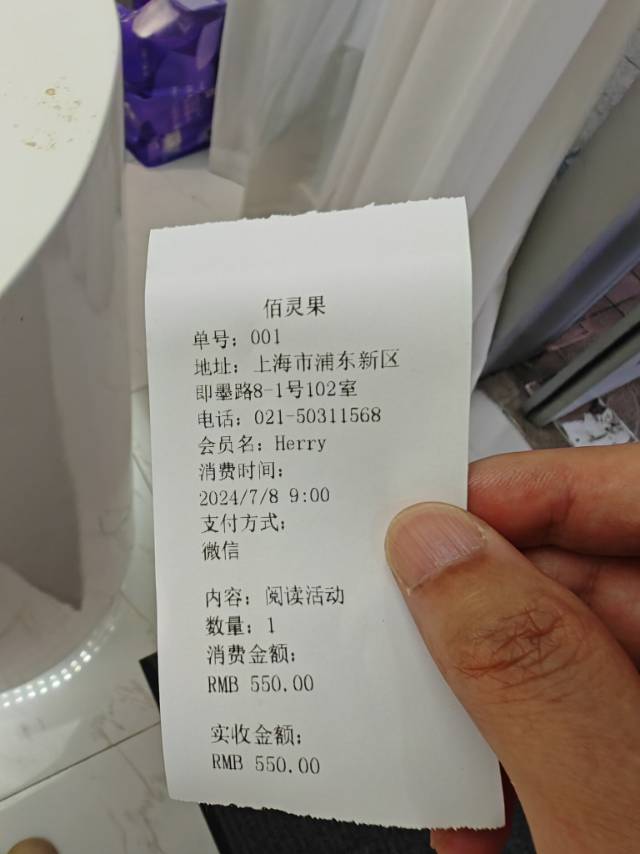 佰灵果
单号：001
地址：上海市浦东新区
即墨路8-1号102室
电话：021-50311568
会员名：Herry
消费时间：
2024/7/8 9:00
支付方式：
微信
内容：阅读活动
数量：1
消费金额：
RMB 550.00
实收金额：
RMB 550.00